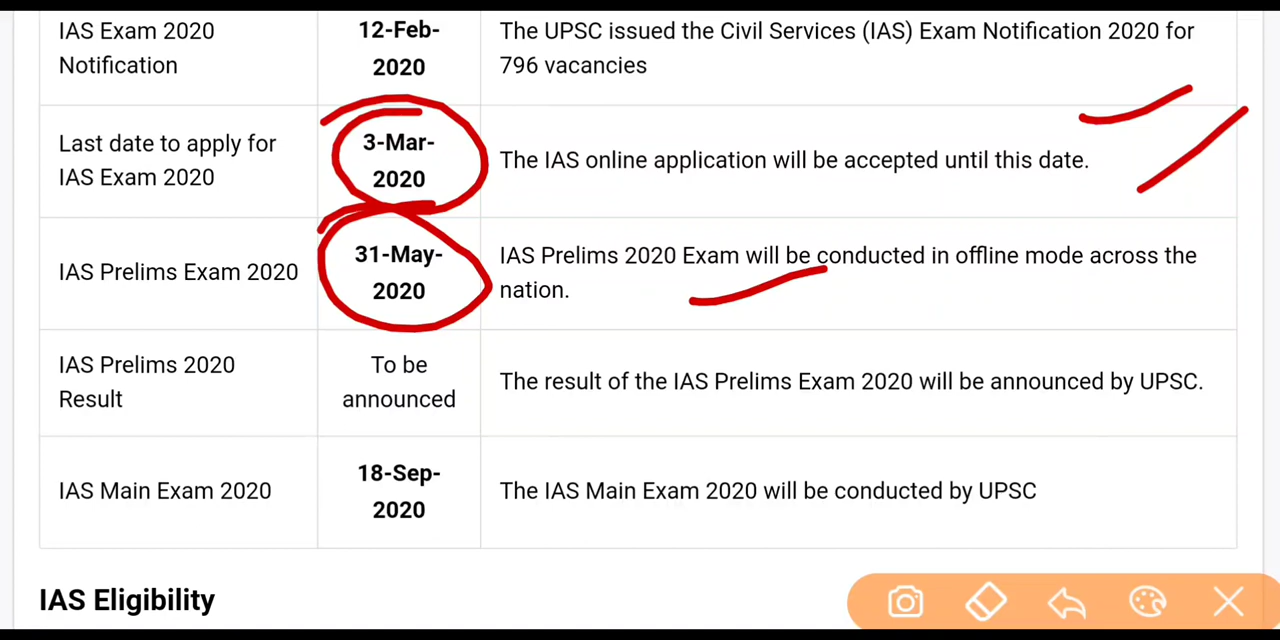 IAS Exam 2020
Notification
12-Feb-
2020
The UPSC issued the Civil Services (IAS) Exam Notification 2020 for
796 vacancies
Last date to apply for
IAS Exam 2020
3-Mar-
2020
The IAS online application will be accepted until this date.
IAS Prelims Exam 2020
31-May-
2020
IAS Prelims 2020 Exam will be conducted in offline mode across the
nation.
IAS Prelims 2020
Result
To be
announced
The result of the IAS Prelims Exam 2020 will be announced by UPSC.
IAS Main Exam 2020
18-Sep-
2020
The IAS Main Exam 2020 will be conducted by UPSC
IAS Eligibility